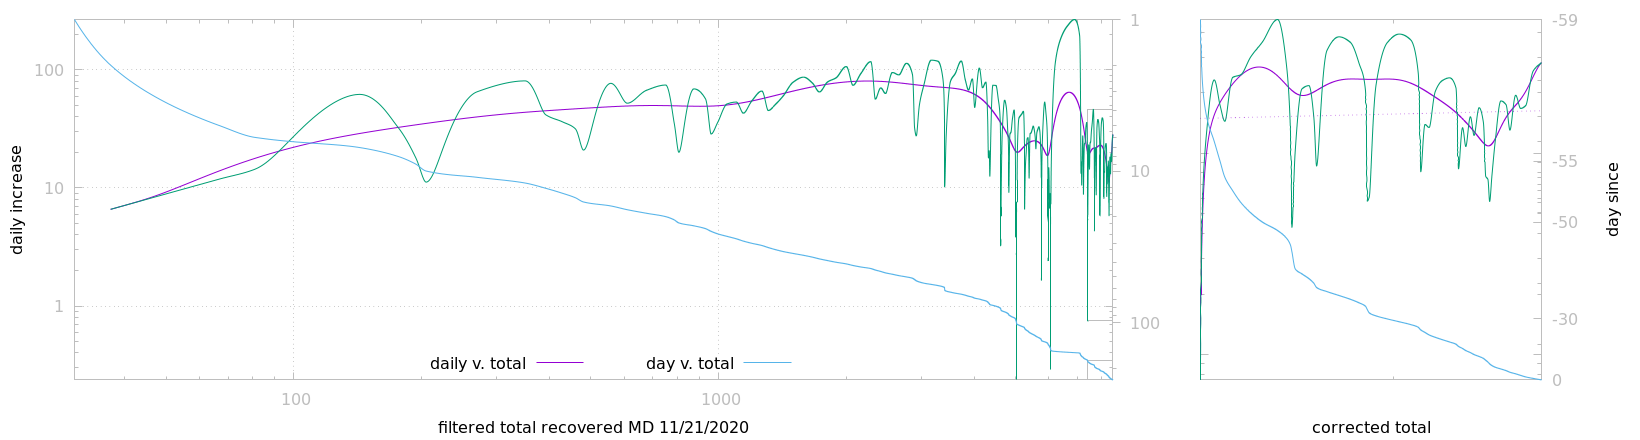 daily increase
100
10
1
100
1000
filtered total recovered MD 11/21/2020
daily v. total
day v. total
1
10
100
-59
-55
-50
-30
0
day since
corrected total